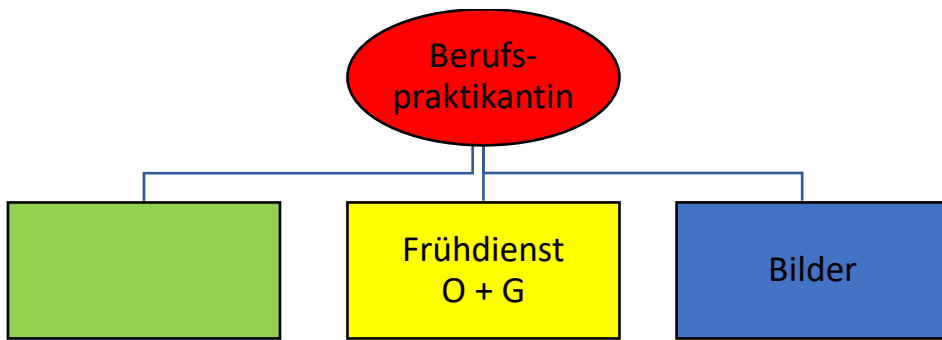 Berufs-
praktikantin
Frühdienst
O + G
Bilder